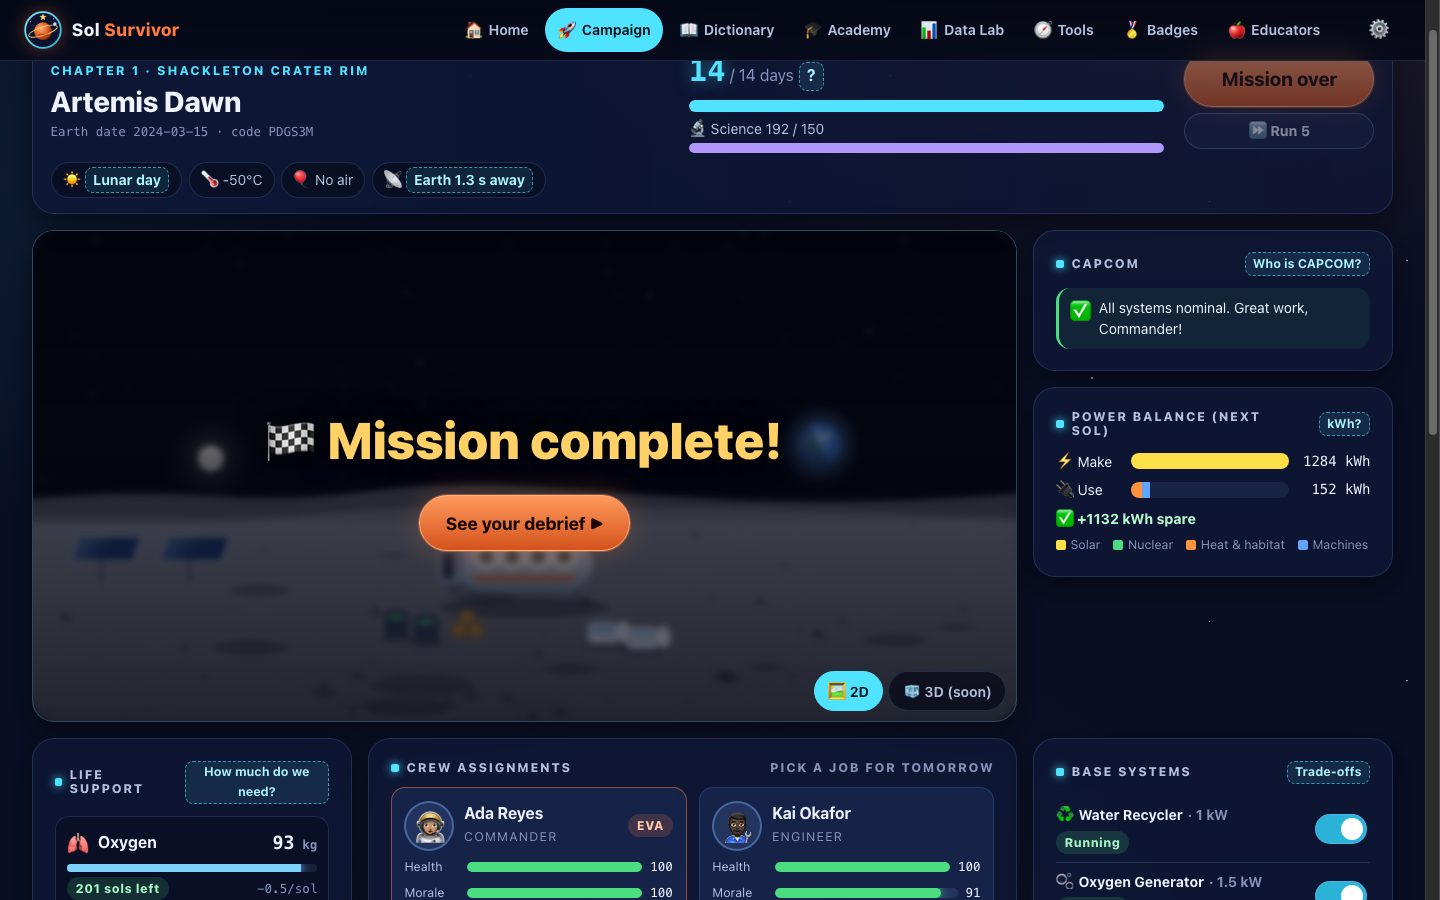 Sol Survivor
Home
Campaign
Dictionary
Academy
Data Lab
Tools
Badges
Educators
CHAPTER 1 · SHACKLETON CRATER RIM
Artemis Dawn
Earth date 2024-03-15 · code PDGS3M
Lunar day
-50°C
No air
Earth 1.3 s away
14 / 14 days ?
Science 192 / 150
Mission over
Run 5
Mission complete!
See your debrief ▶
2D
3D (soon)
CAPCOM
Who is CAPCOM?
All systems nominal. Great work,
Commander!
POWER BALANCE (NEXT
SOL)
kWh?
Make 1284 kWh
Use 152 kWh
+1132 kWh spare
Solar
Nuclear
Heat & habitat
Machines
LIFE
SUPPORT
How much do we
need?
Oxygen 93 kg
201 sols left −0.5/sol
CREW ASSIGNMENTS
PICK A JOB FOR TOMORROW
Ada Reyes
COMMANDER
EVA
Health 100
Morale 100
Kai Okafor
ENGINEER
Health 100
Morale 91
BASE SYSTEMS
Trade-offs
Water Recycler · 1 kW
Running
Oxygen Generator · 1.5 kW